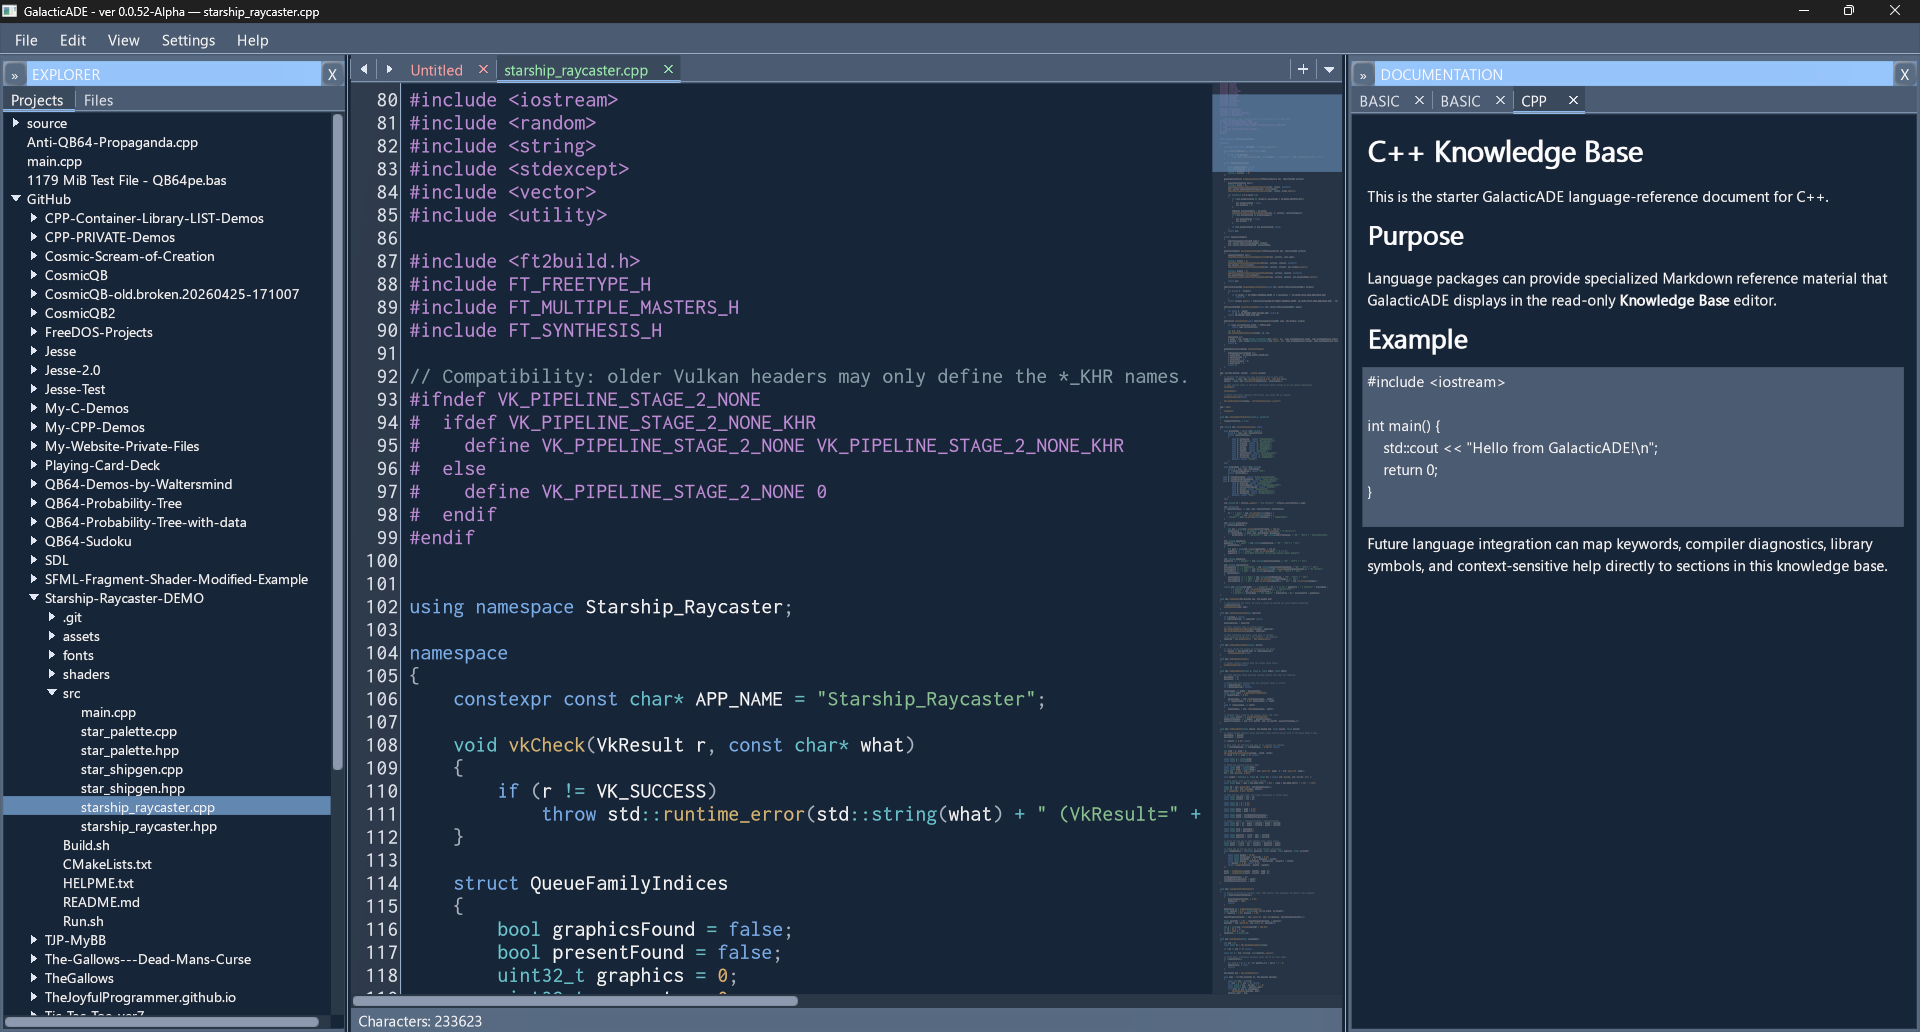 GalacticADE - ver 0.0.52-Alpha — starship_raycaster.cpp
File Edit View Settings Help
» EXPLORER X
Projects Files
source
Anti-QB64-Propaganda.cpp
main.cpp
1179 MiB Test File - QB64pe.bas
GitHub
CPP-Container-Library-LIST-Demos
CPP-PRIVATE-Demos
Cosmic-Scream-of-Creation
CosmicQB
CosmicQB-old.broken.20260425-171007
CosmicQB2
FreeDOS-Projects
Jesse
Jesse-2.0
Jesse-Test
My-C-Demos
My-CPP-Demos
My-Website-Private-Files
Playing-Card-Deck
QB64-Demos-by-Waltersmind
QB64-Probability-Tree
QB64-Probability-Tree-with-data
QB64-Sudoku
SDL
SFML-Fragment-Shader-Modified-Example
Starship-Raycaster-DEMO
.git
assets
fonts
shaders
src
main.cpp
star_palette.cpp
star_palette.hpp
star_shipgen.cpp
star_shipgen.hpp
starship_raycaster.cpp
starship_raycaster.hpp
Build.sh
CMakeLists.txt
HELPME.txt
README.md
Run.sh
TJP-MyBB
The-Gallows---Dead-Mans-Curse
TheGallows
TheJoyfulProgrammer.github.io
Untitled × starship_raycaster.cpp ×
80 #include <iostream>
81 #include <random>
82 #include <string>
83 #include <stdexcept>
84 #include <vector>
85 #include <utility>
86
87 #include <ft2build.h>
88 #include FT_FREETYPE_H
89 #include FT_MULTIPLE_MASTERS_H
90 #include FT_SYNTHESIS_H
91
92 // Compatibility: older Vulkan headers may only define the *_KHR names.
93 #ifndef VK_PIPELINE_STAGE_2_NONE
94 #  ifdef VK_PIPELINE_STAGE_2_NONE_KHR
95 #    define VK_PIPELINE_STAGE_2_NONE VK_PIPELINE_STAGE_2_NONE_KHR
96 #  else
97 #    define VK_PIPELINE_STAGE_2_NONE 0
98 #  endif
99 #endif
100
101
102 using namespace Starship_Raycaster;
103
104 namespace
105 {
106     constexpr const char* APP_NAME = "Starship_Raycaster";
107
108     void vkCheck(VkResult r, const char* what)
109     {
110         if (r != VK_SUCCESS)
111             throw std::runtime_error(std::string(what) + " (VkResult=" +
112     }
113
114     struct QueueFamilyIndices
115     {
116         bool graphicsFound = false;
117         bool presentFound = false;
118         uint32_t graphics = 0;
Characters: 233623
» DOCUMENTATION X
BASIC × BASIC × CPP ×
C++ Knowledge Base
This is the starter GalacticADE language-reference document for C++.
Purpose
Language packages can provide specialized Markdown reference material that
GalacticADE displays in the read-only Knowledge Base editor.
Example
#include <iostream>
int main() {
    std::cout << "Hello from GalacticADE!\n";
    return 0;
}
Future language integration can map keywords, compiler diagnostics, library
symbols, and context-sensitive help directly to sections in this knowledge base.